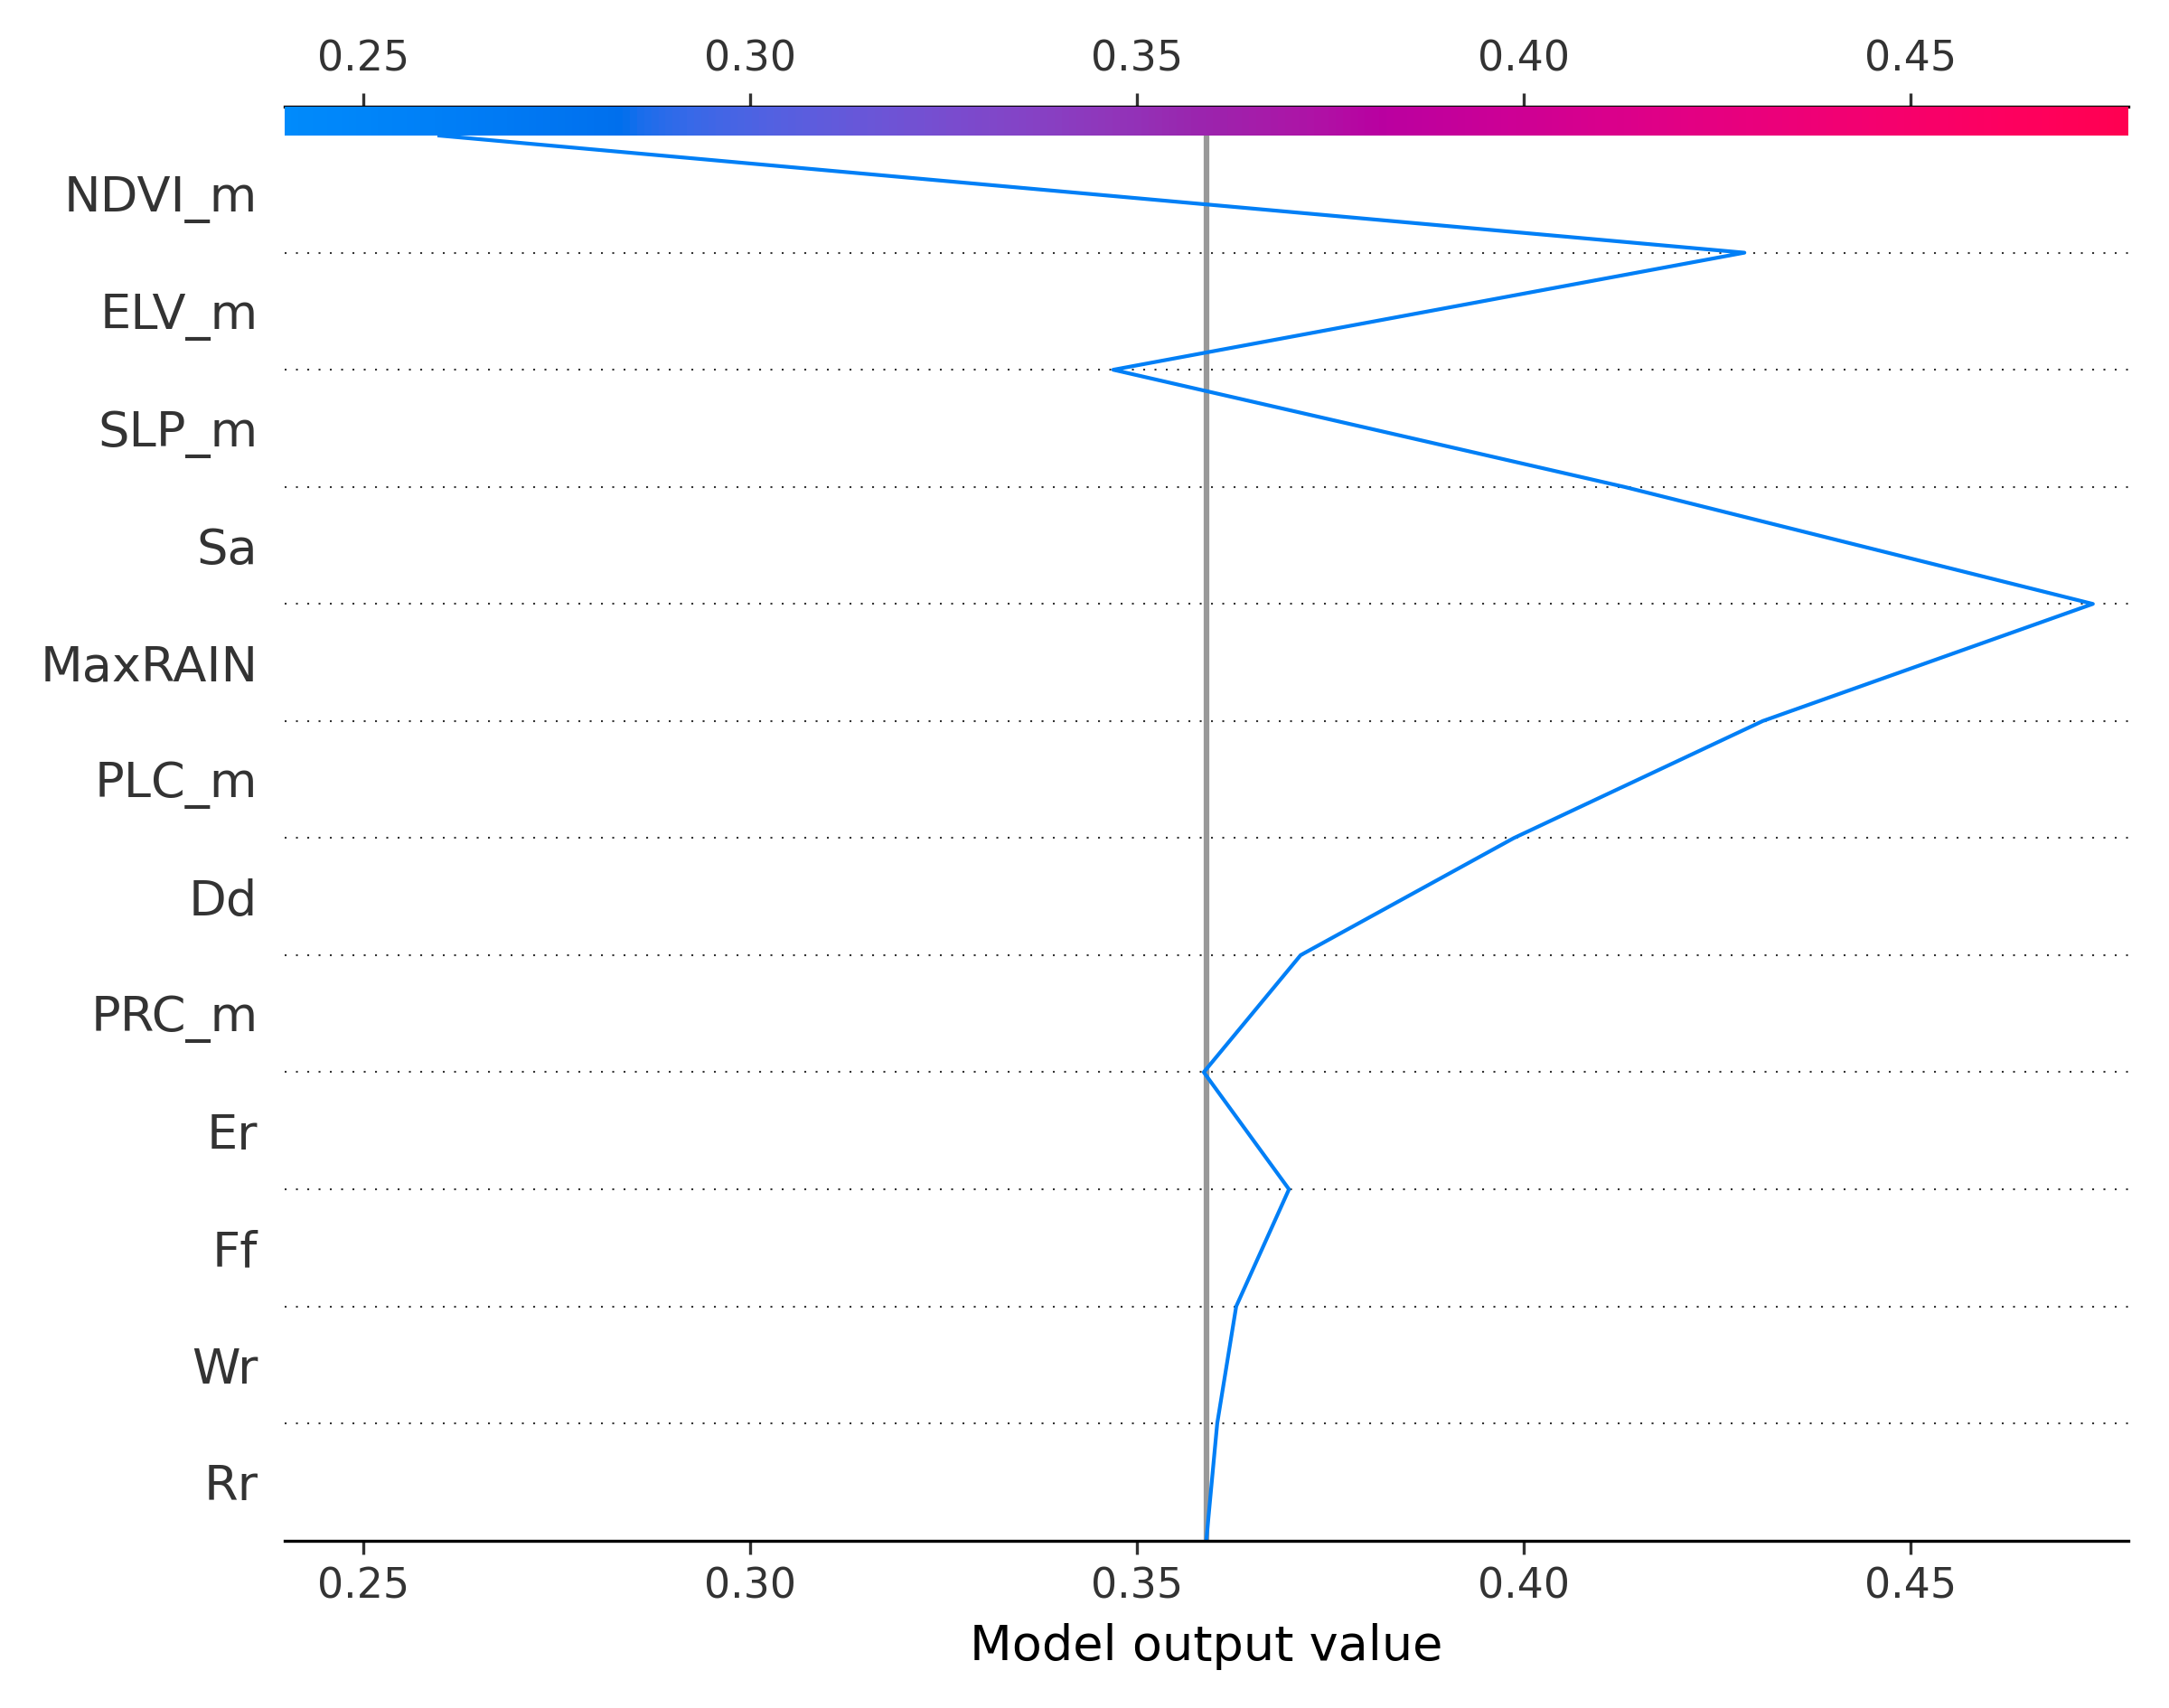 0.25 0.30 0.35 0.40 0.45
NDVI_m
ELV_m
SLP_m
Sa
MaxRAIN
PLC_m
Dd
PRC_m
Er
Ff
Wr
Rr
0.25 0.30 0.35 0.40 0.45
Model output value